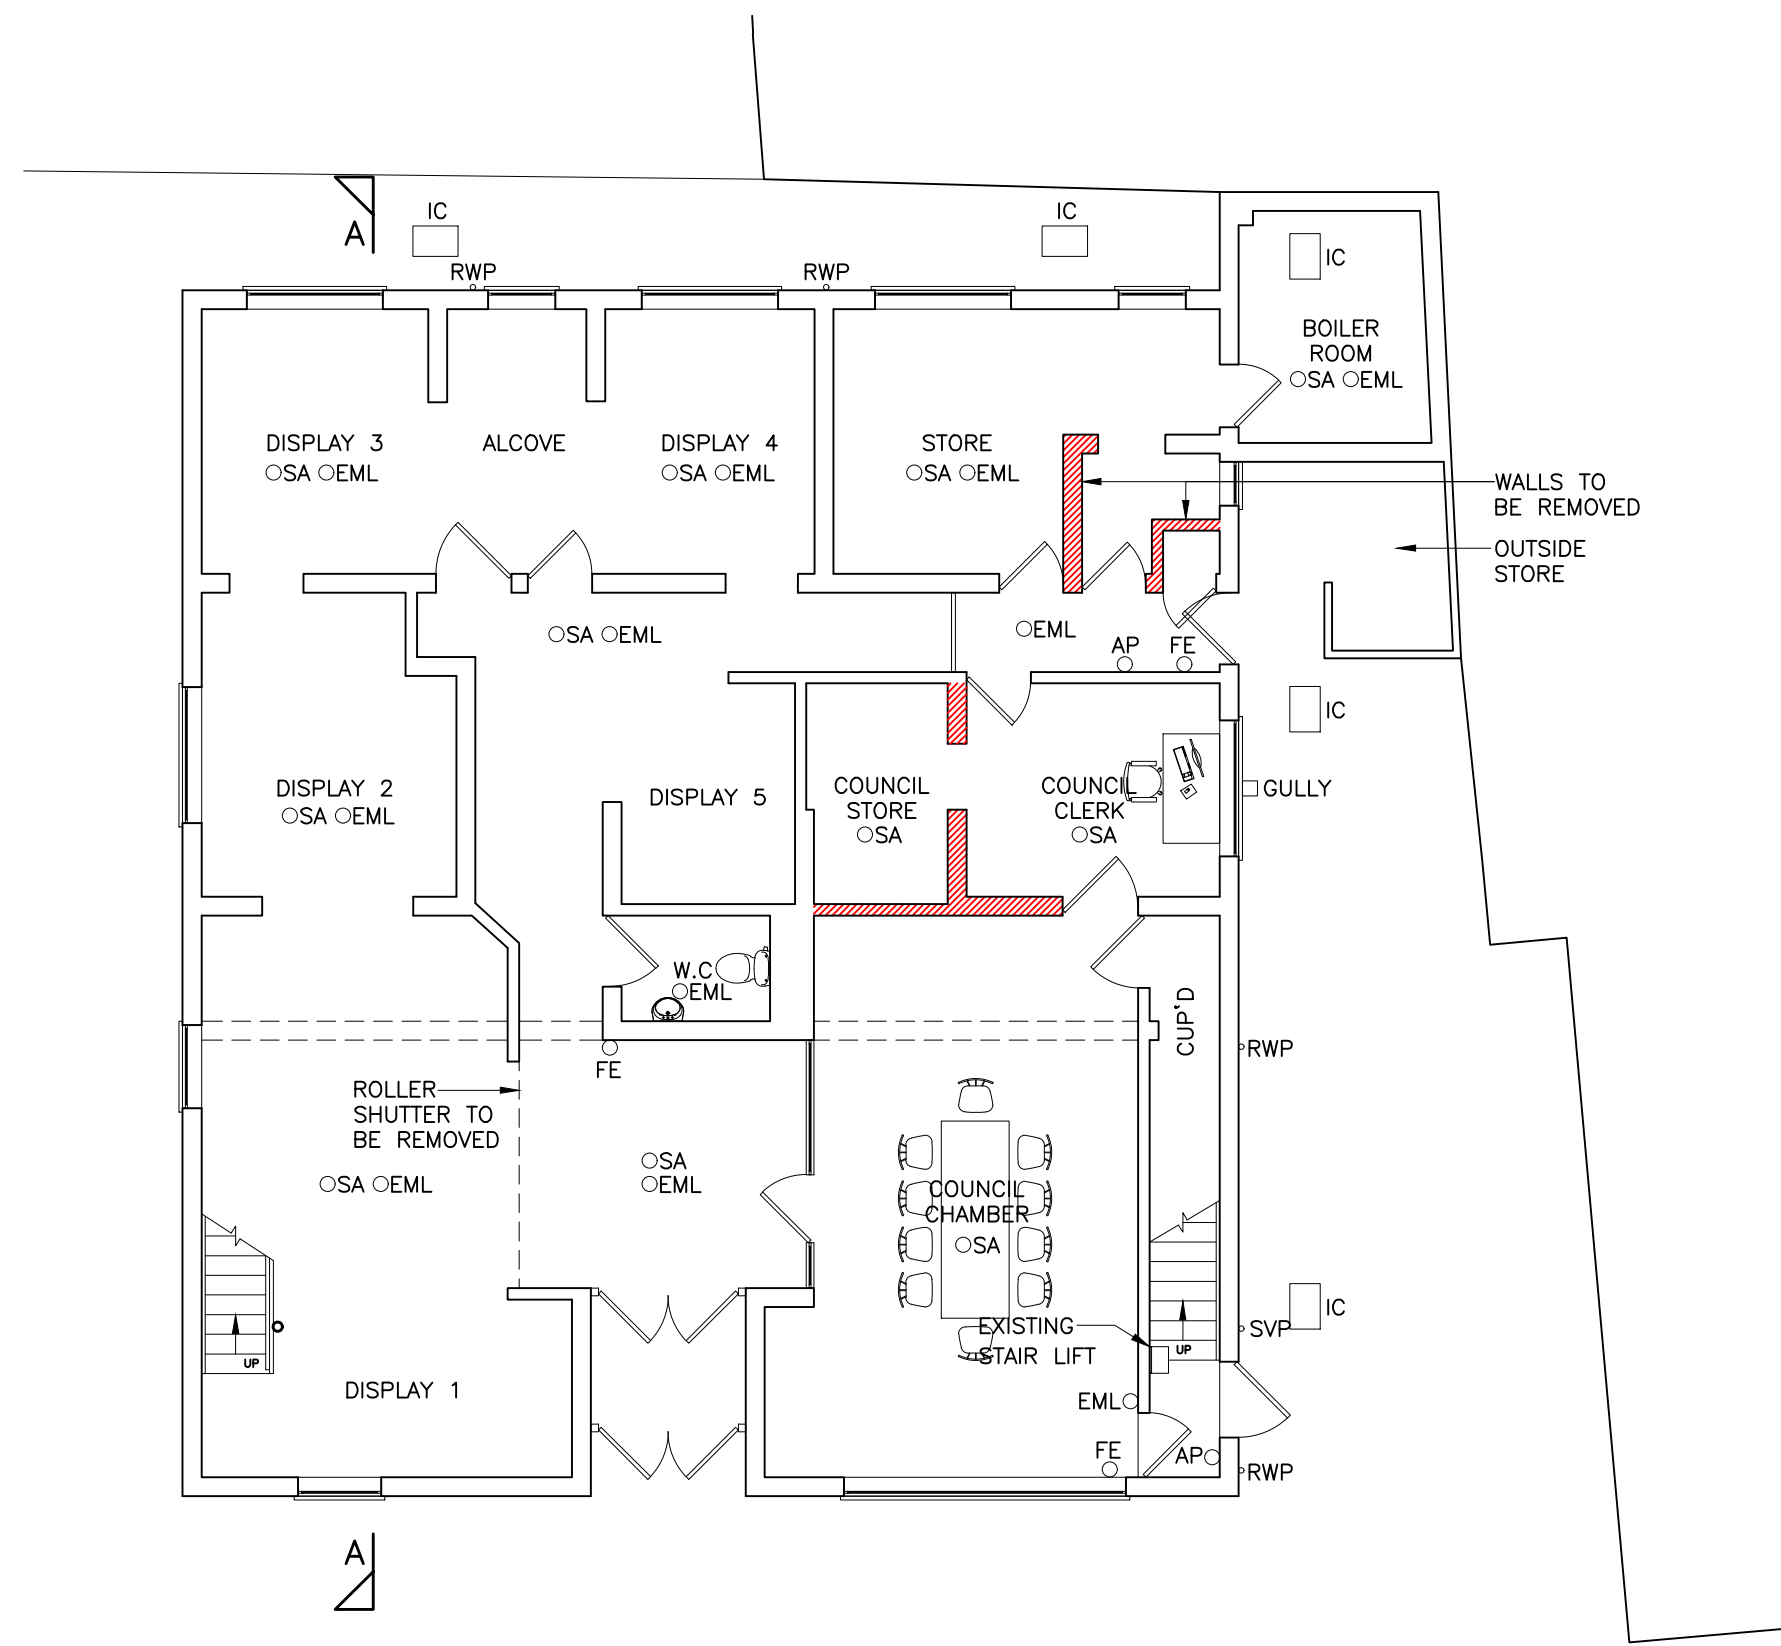 IC
IC
A
IC
RWP
RWP
BOILER
ROOM
SA EML
DISPLAY 3
SA EML
ALCOVE
DISPLAY 4
SA EML
STORE
SA EML
WALLS TO
BE REMOVED
OUTSIDE
STORE
SA EML
EML
AP
FE
IC
DISPLAY 2
SA EML
DISPLAY 5
COUNCIL
STORE
SA
COUNCIL
CLERK
SA
GULLY
W.C
EML
CUP'D
RWP
FE
ROLLER
SHUTTER TO
BE REMOVED
SA EML
SA
EML
COUNCIL
CHAMBER
SA
IC
SVP
EXISTING
STAIR LIFT
UP
UP
DISPLAY 1
EML
FE
AP
RWP
A